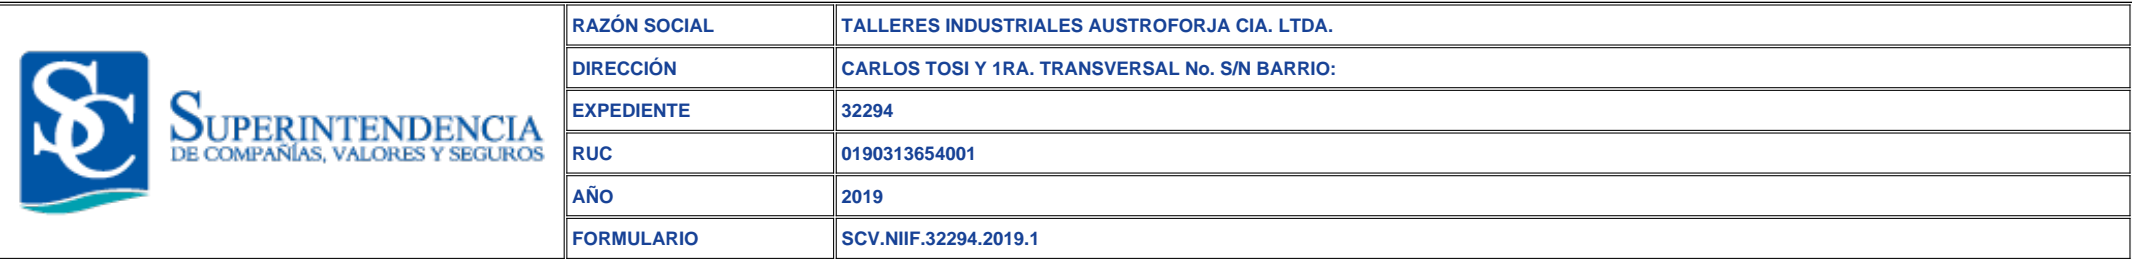 SC
SUPERINTENDENCIA
DE COMPAÑÍAS, VALORES Y SEGUROS
RAZÓN SOCIAL TALLERES INDUSTRIALES AUSTROFORJA CIA. LTDA.
DIRECCIÓN CARLOS TOSI Y 1RA. TRANSVERSAL No. S/N BARRIO:
EXPEDIENTE 32294
RUC 0190313654001
AÑO 2019
FORMULARIO SCV.NIIF.32294.2019.1